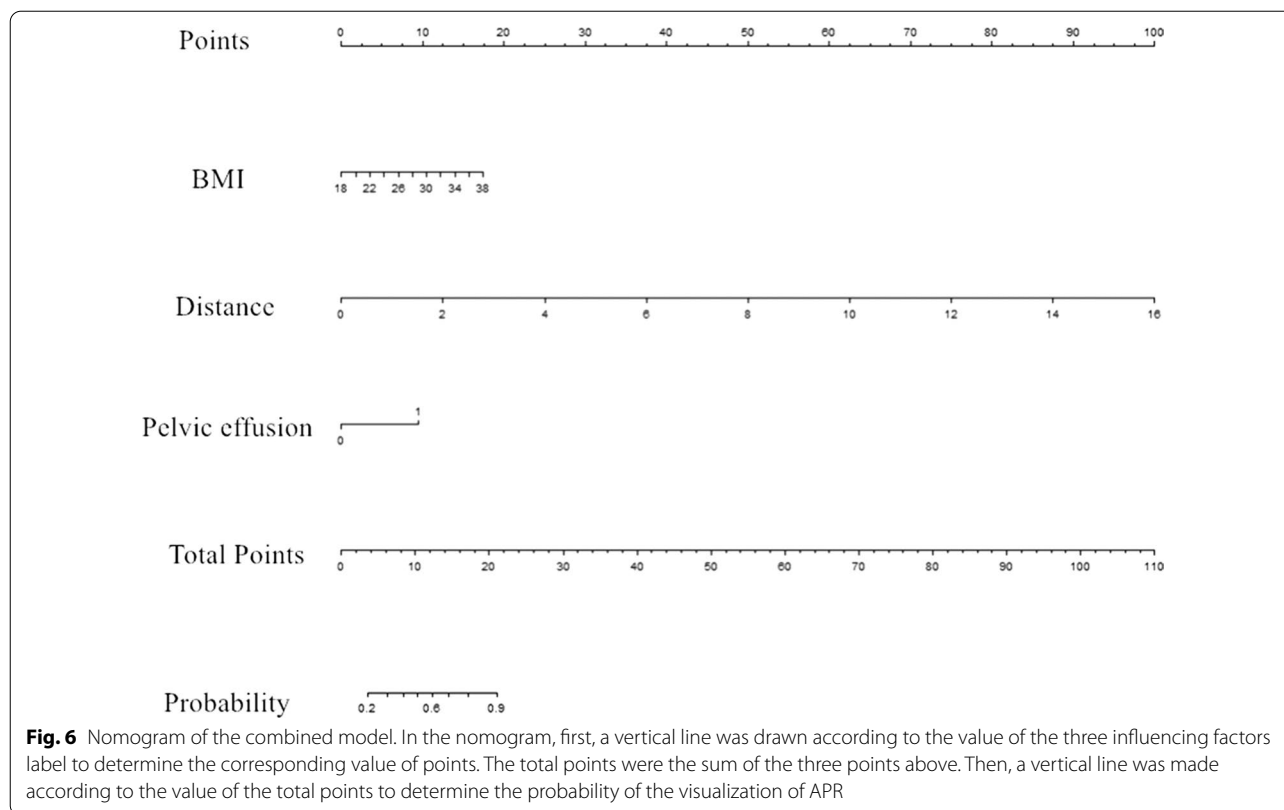 Points 0 10 20 30 40 50 60 70 80 90 100
BMI 18 22 26 28 30 34 38
Distance 0 2 4 6 8 10 12 14 16
Pelvic effusion 0 1
Total Points 0 10 20 30 40 50 60 70 80 90 100 110
Probability 0.2 0.6 0.9
Fig. 6 Nomogram of the combined model. In the nomogram, first, a vertical line was drawn according to the value of the three influencing factors
label to determine the corresponding value of points. The total points were the sum of the three points above. Then, a vertical line was made
according to the value of the total points to determine the probability of the visualization of APR